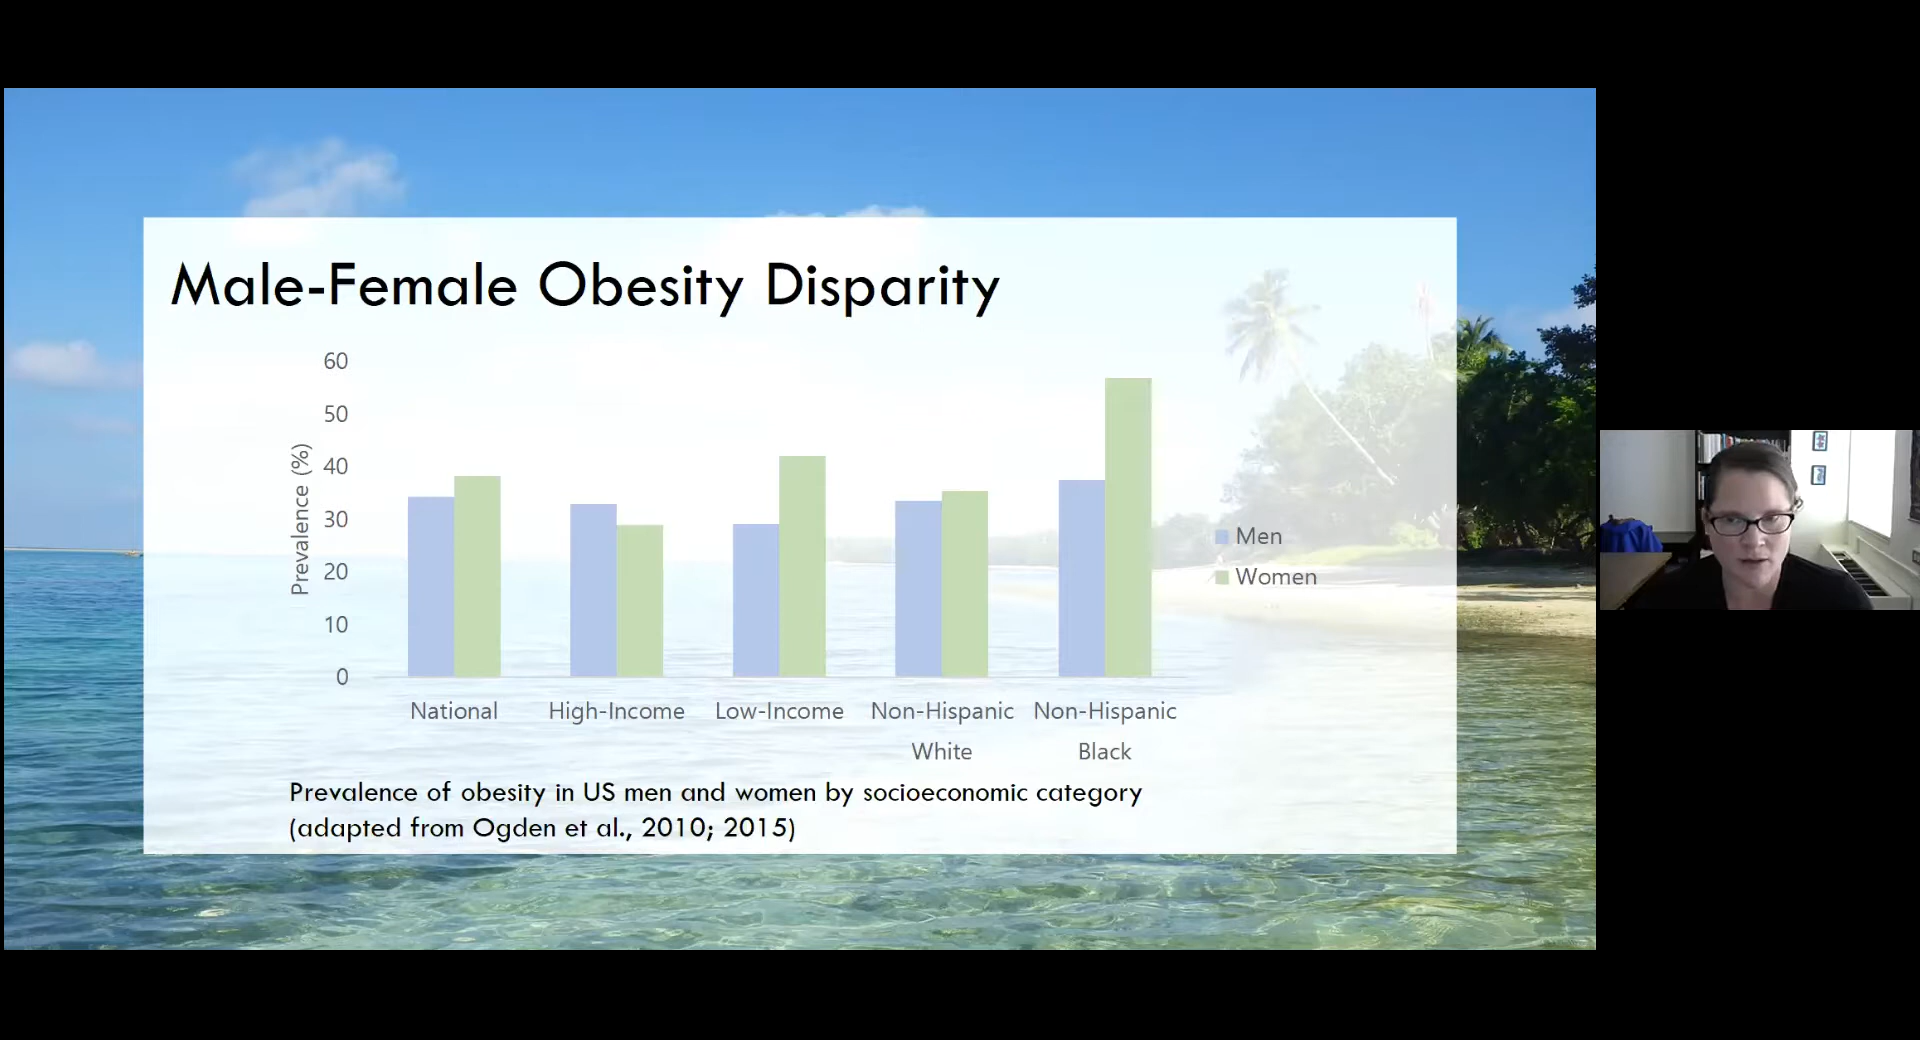 Male-Female Obesity Disparity
60
50
40
30
20
10
0
Prevalence (%)
National
High-Income
Low-Income
Non-Hispanic
White
Non-Hispanic
Black
Men
Women
Prevalence of obesity in US men and women by socioeconomic category
(adapted from Ogden et al., 2010; 2015)